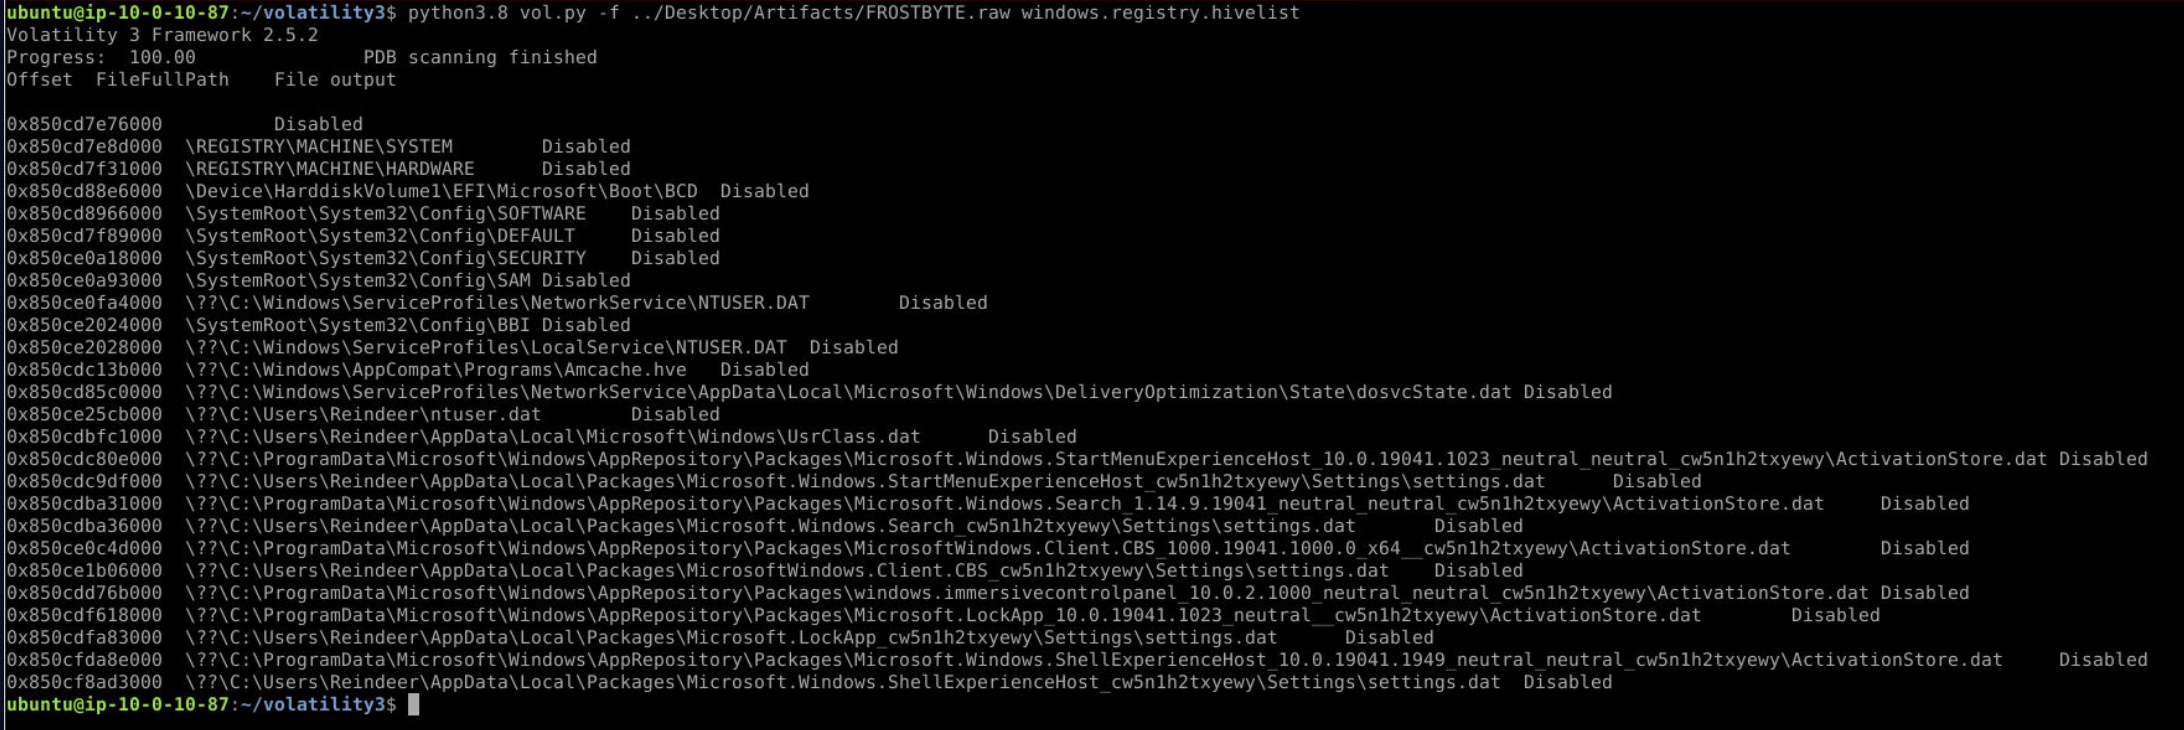 ubuntu@ip-10-0-10-87:~/volatility3$ python3.8 vol.py -f ../Desktop/Artifacts/FROSTBYTE.raw windows.registry.hivelist
Volatility 3 Framework 2.5.2
Progress:  100.00               PDB scanning finished
Offset  FileFullPath    File output

0x850cd7e76000          Disabled
0x850cd7e8d000  \REGISTRY\MACHINE\SYSTEM        Disabled
0x850cd7f31000  \REGISTRY\MACHINE\HARDWARE      Disabled
0x850cd88e6000  \Device\HarddiskVolume1\EFI\Microsoft\Boot\BCD  Disabled
0x850cd8966000  \SystemRoot\System32\Config\SOFTWARE    Disabled
0x850cd7f89000  \SystemRoot\System32\Config\DEFAULT     Disabled
0x850ce0a18000  \SystemRoot\System32\Config\SECURITY    Disabled
0x850ce0a93000  \SystemRoot\System32\Config\SAM Disabled
0x850ce0fa4000  \??\C:\Windows\ServiceProfiles\NetworkService\NTUSER.DAT        Disabled
0x850ce2024000  \SystemRoot\System32\Config\BBI Disabled
0x850ce2028000  \??\C:\Windows\ServiceProfiles\LocalService\NTUSER.DAT  Disabled
0x850cdc13b000  \??\C:\Windows\AppCompat\Programs\Amcache.hve   Disabled
0x850cd85c0000  \??\C:\Windows\ServiceProfiles\NetworkService\AppData\Local\Microsoft\Windows\DeliveryOptimization\State\dosvcState.dat Disabled
0x850ce25cb000  \??\C:\Users\Reindeer\ntuser.dat        Disabled
0x850cdbfc1000  \??\C:\Users\Reindeer\AppData\Local\Microsoft\Windows\UsrClass.dat      Disabled
0x850cdc80e000  \??\C:\ProgramData\Microsoft\Windows\AppRepository\Packages\Microsoft.Windows.StartMenuExperienceHost_10.0.19041.1023_neutral_neutral_cw5n1h2txyewy\ActivationStore.dat Disabled
0x850cdc9df000  \??\C:\Users\Reindeer\AppData\Local\Packages\Microsoft.Windows.StartMenuExperienceHost_cw5n1h2txyewy\Settings\settings.dat      Disabled
0x850cdba31000  \??\C:\ProgramData\Microsoft\Windows\AppRepository\Packages\Microsoft.Windows.Search_1.14.9.19041_neutral_neutral_cw5n1h2txyewy\ActivationStore.dat     Disabled
0x850cdba36000  \??\C:\Users\Reindeer\AppData\Local\Packages\Microsoft.Windows.Search_cw5n1h2txyewy\Settings\settings.dat       Disabled
0x850ce0c4d000  \??\C:\ProgramData\Microsoft\Windows\AppRepository\Packages\MicrosoftWindows.Client.CBS_1000.19041.1000.0_x64__cw5n1h2txyewy\ActivationStore.dat        Disabled
0x850ce1b06000  \??\C:\Users\Reindeer\AppData\Local\Packages\MicrosoftWindows.Client.CBS_cw5n1h2txyewy\Settings\settings.dat    Disabled
0x850cdd76b000  \??\C:\ProgramData\Microsoft\Windows\AppRepository\Packages\windows.immersivecontrolpanel_10.0.2.1000_neutral_neutral_cw5n1h2txyewy\ActivationStore.dat Disabled
0x850cdf618000  \??\C:\ProgramData\Microsoft\Windows\AppRepository\Packages\Microsoft.LockApp_10.0.19041.1023_neutral__cw5n1h2txyewy\ActivationStore.dat        Disabled
0x850cdfa83000  \??\C:\Users\Reindeer\AppData\Local\Packages\Microsoft.LockApp_cw5n1h2txyewy\Settings\settings.dat      Disabled
0x850cfda8e000  \??\C:\ProgramData\Microsoft\Windows\AppRepository\Packages\Microsoft.Windows.ShellExperienceHost_10.0.19041.1949_neutral_neutral_cw5n1h2txyewy\ActivationStore.dat     Disabled
0x850cf8ad3000  \??\C:\Users\Reindeer\AppData\Local\Packages\Microsoft.Windows.ShellExperienceHost_cw5n1h2txyewy\Settings\settings.dat  Disabled
ubuntu@ip-10-0-10-87:~/volatility3$